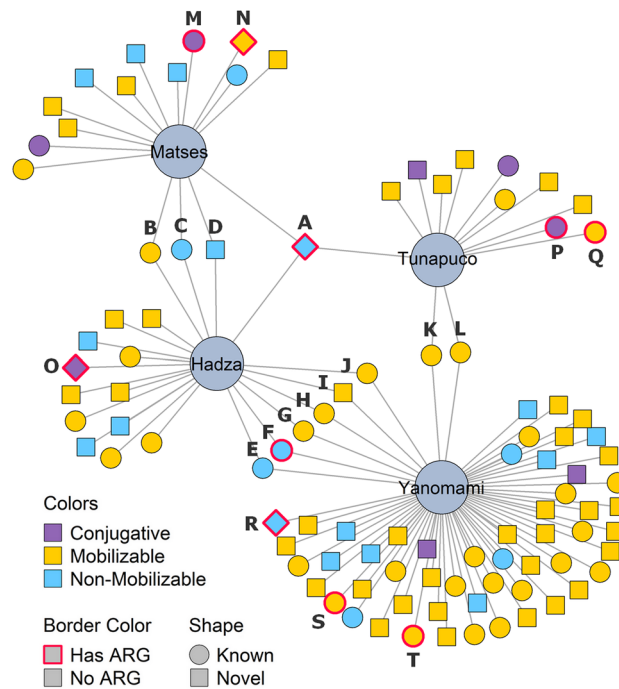 M N
Matses
B C D A
Tunapuco
P Q
K L
O Hadza
J
I
H
G
F
E
Yanomami
R
S
T
Colors
Conjugative
Mobilizable
Non-Mobilizable
Border Color Shape
Has ARG Known
No ARG Novel